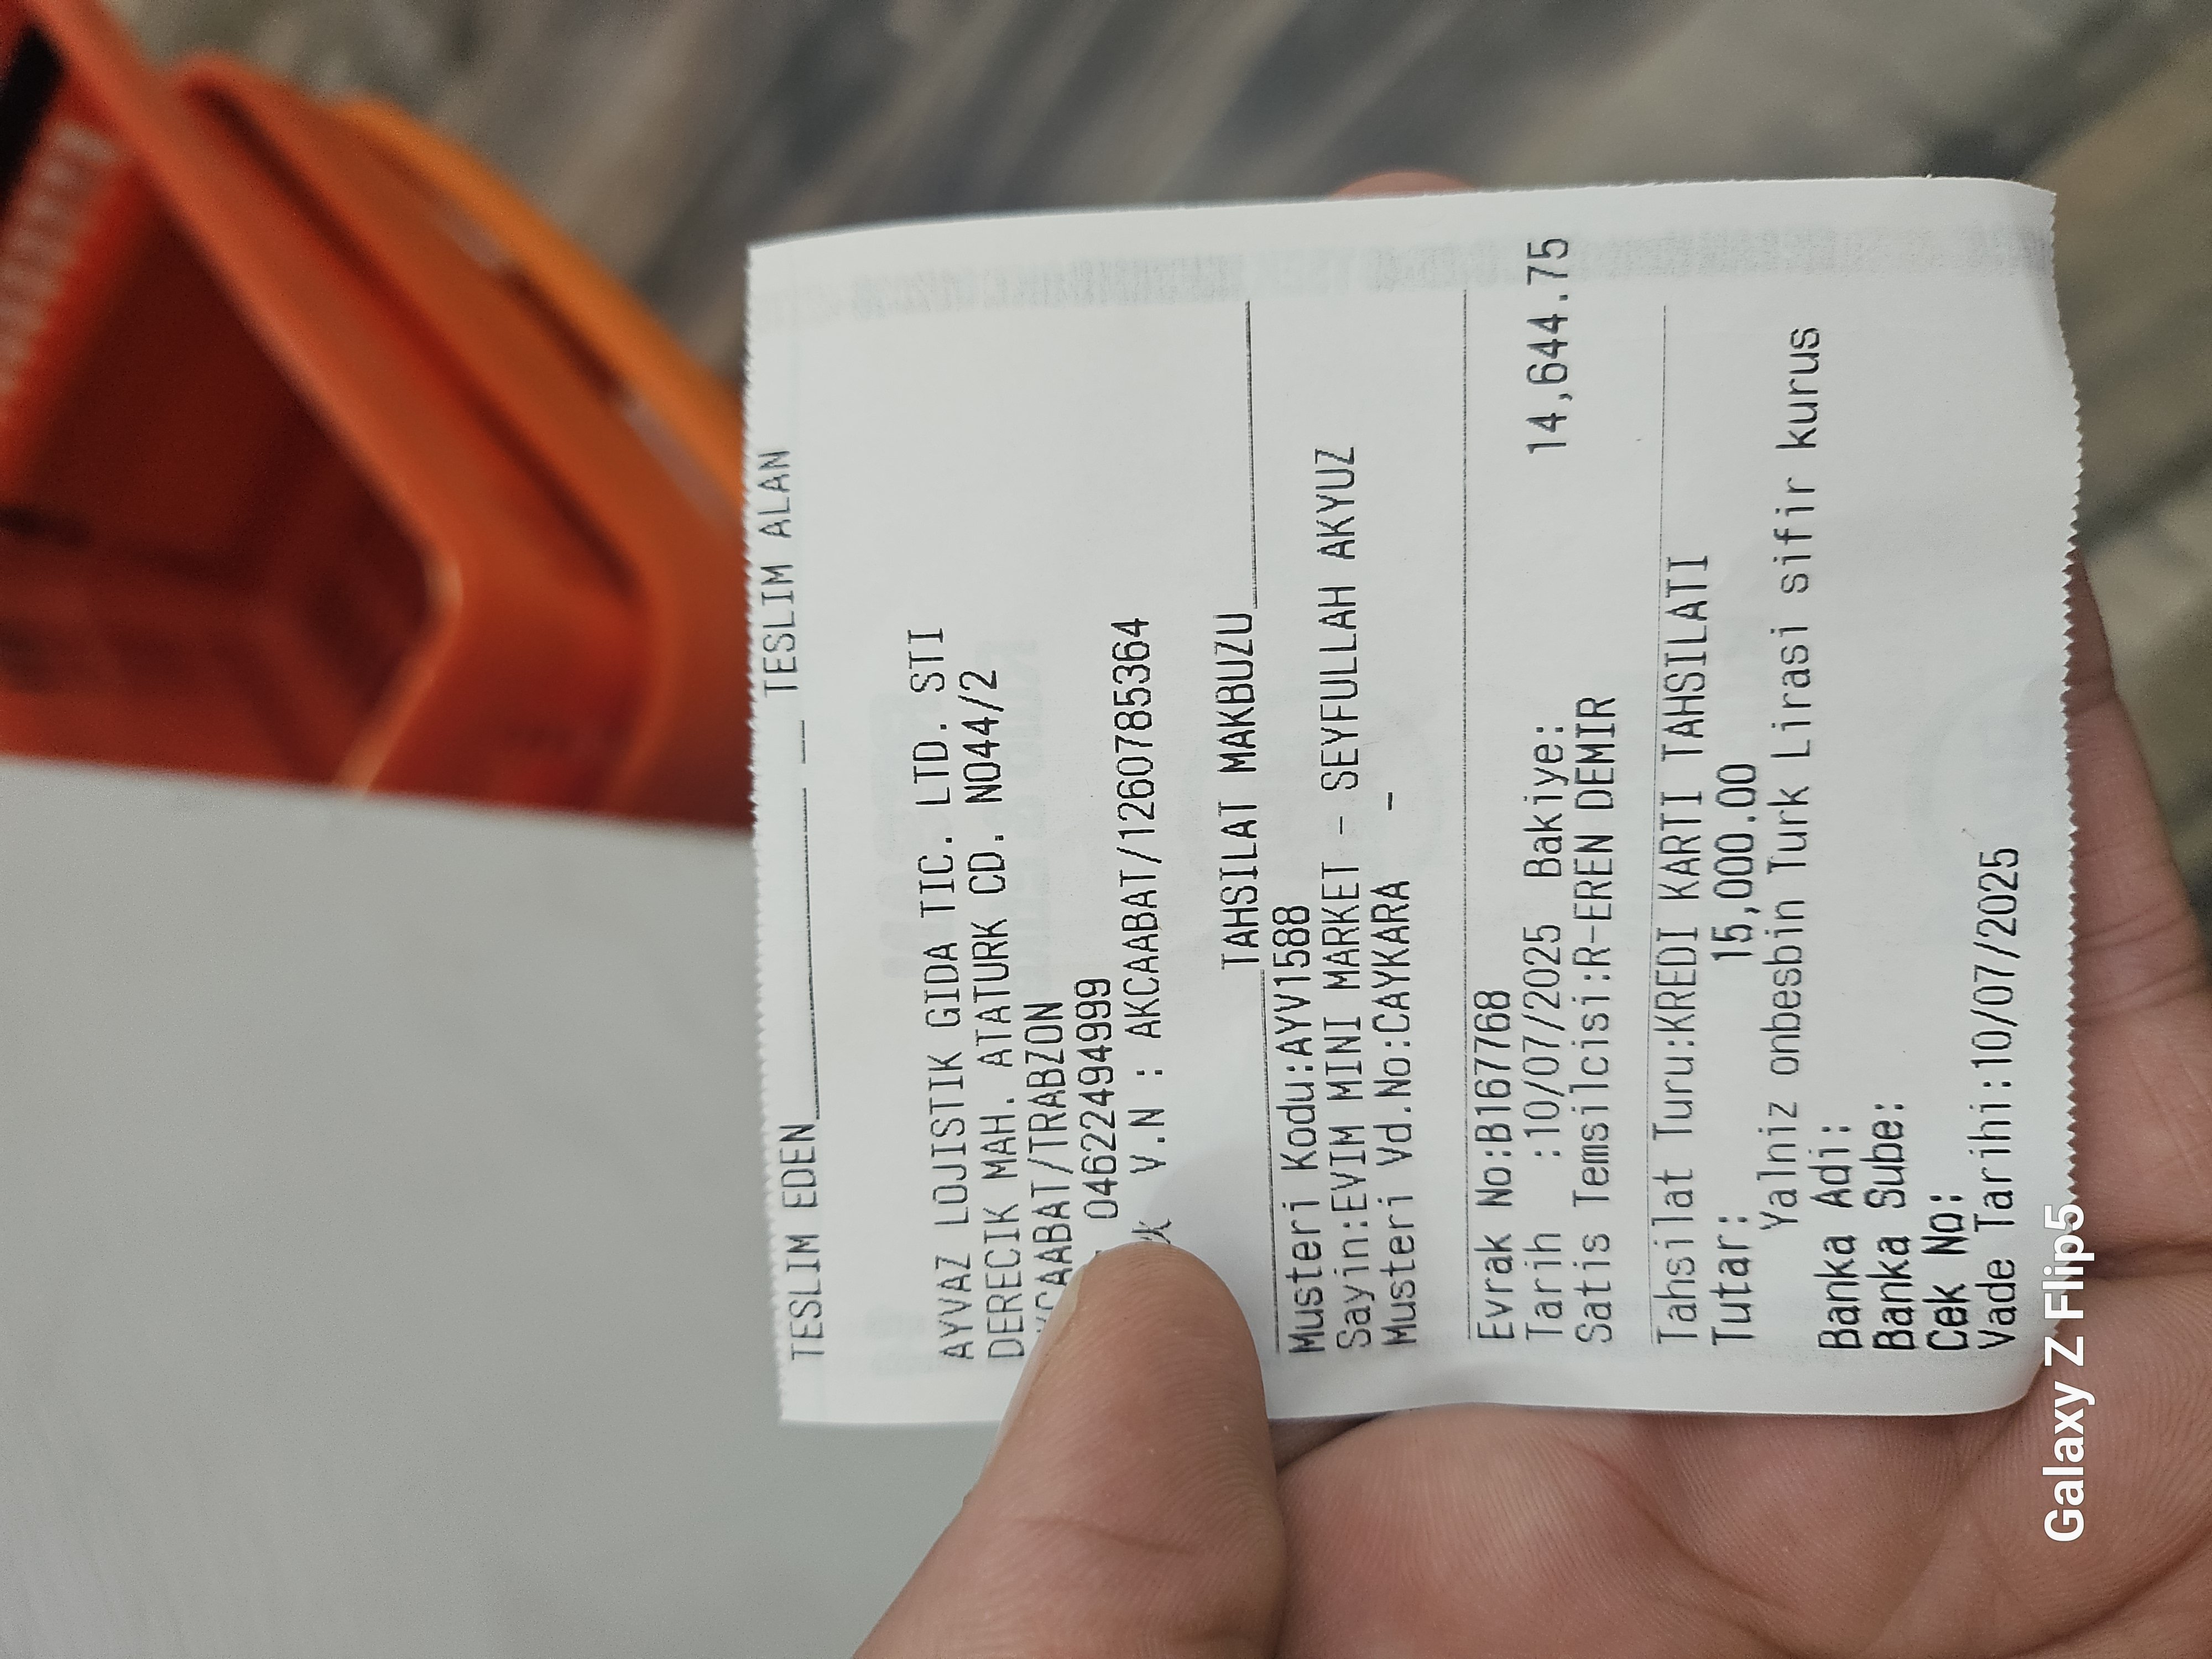 TESLIM EDEN__________ __ TESLIM ALAN
AYVAZ LOJISTIK GIDA TIC. LTD. STI
DERECIK MAH. ATATURK CD. NO44/2
KCAABAT/TRABZON
04622494999
V.N : AKCAABAT/1260785364
TAHSILAT MAKBUZU
Musteri Kodu:AYV1588
Sayin:EVIM MINI MARKET - SEYFULLAH AKYUZ
Musteri Vd.No:CAYKARA _
Evrak No:B167768
Tarih :10/07/2025 Bakiye: 14,644.75
Satis Temsilcisi:R-EREN DEMIR
Tahsilat Turu:KREDI KARTI TAHSILATI
Tutar: 15,000.00
Yalniz onbesbin Turk Lirasi sifir kurus
Banka Adi:
Banka Sube:
Cek No:
Vade Tarihi:10/07/2025
Galaxy Z Flip5